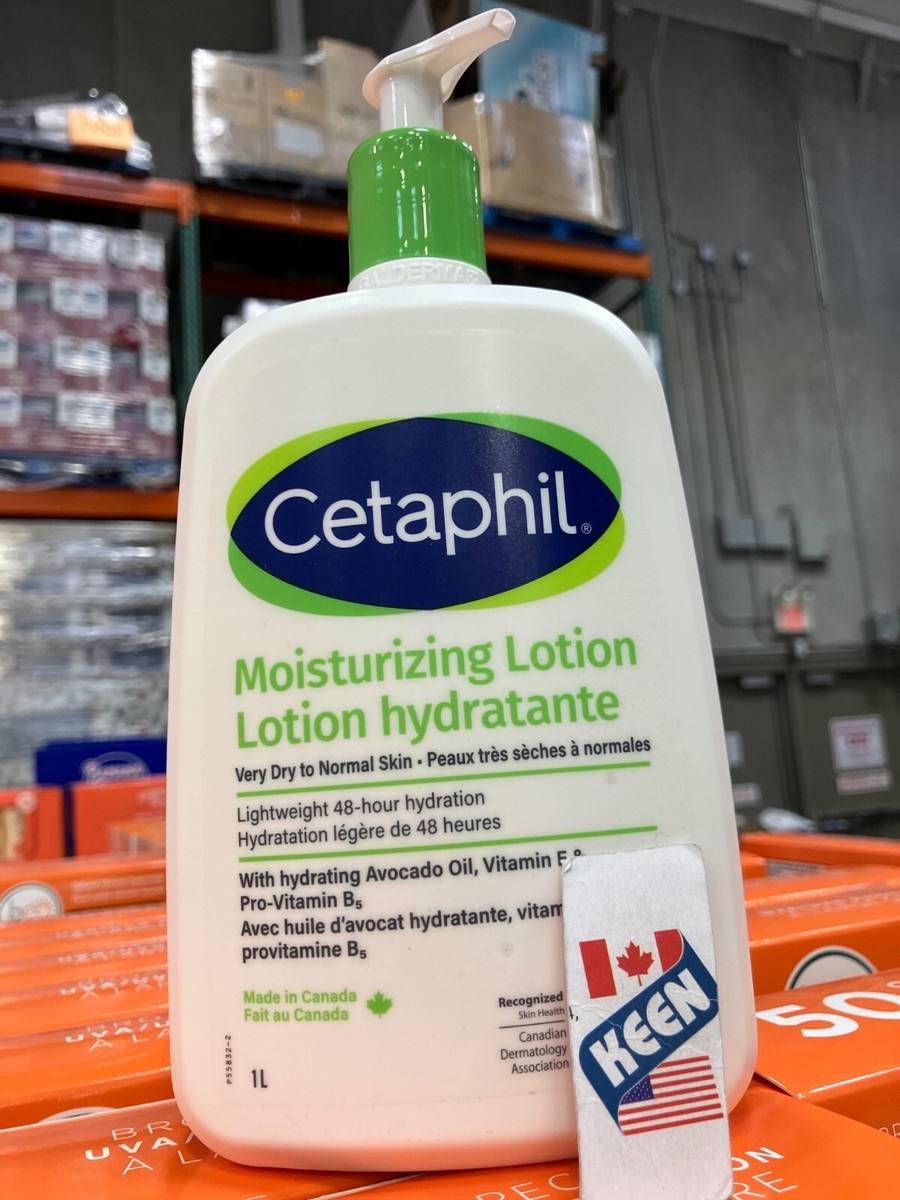 GALDERMA
Cetaphil®
Moisturizing Lotion
Lotion hydratante
Very Dry to Normal Skin · Peaux très sèches à normales
Lightweight 48-hour hydration
Hydratation légère de 48 heures
With hydrating Avocado Oil, Vitamin E &
Pro-Vitamin B₅
Avec huile d'avocat hydratante, vitam
provitamine B₅
Made in Canada
Fait au Canada
Recognized
Skin Health
Canadian
Dermatology
Association
P55832-2
1L
KEEN
50
UVA/
À L